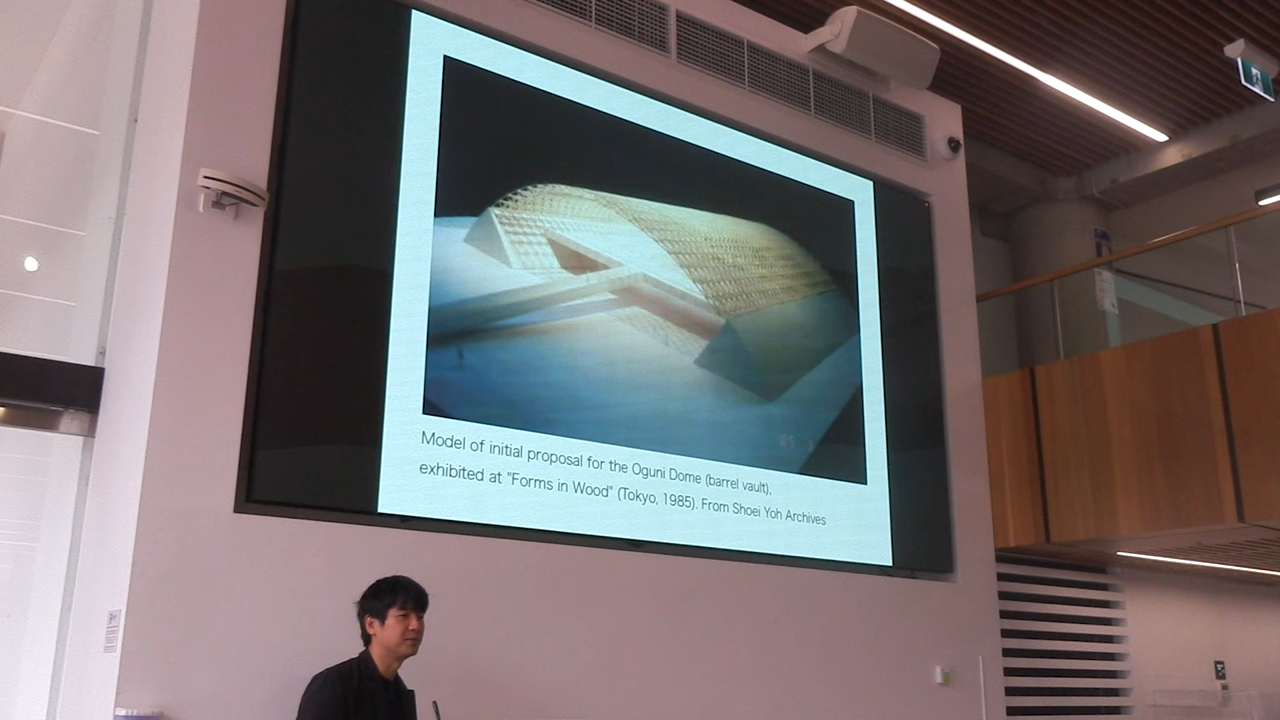 Model of initial proposal for the Oguni Dome (barrel vault),
exhibited at "Forms in Wood" (Tokyo, 1985). From Shoei Yoh Archives